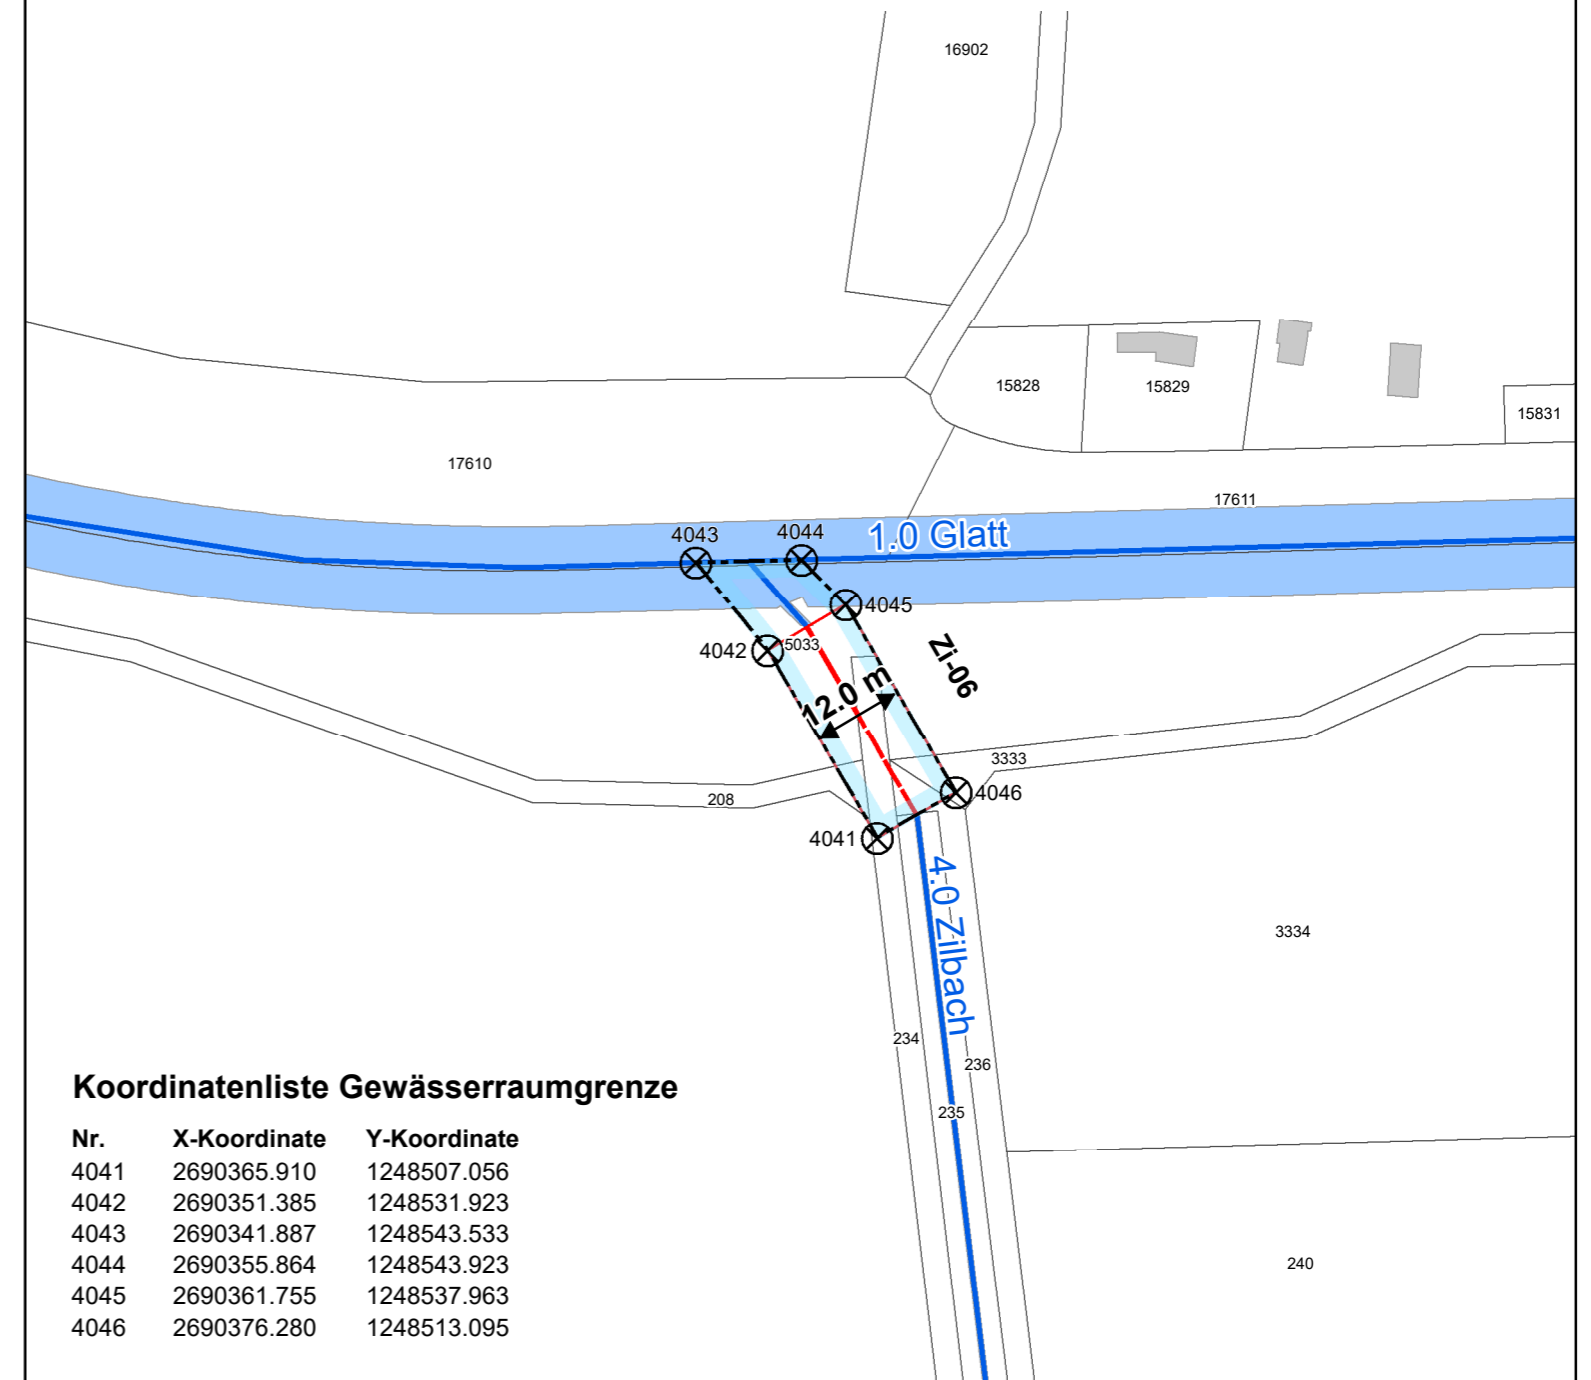 16902
15828
15829
15831
17610
17611
4043
4044
1.0 Glatt
4045
4042
5033
Zi-06
12.0 m
3333
208
4046
4041
4.0 Zilbach
3334
234
236
235
240
Koordinatenliste Gewässerraumgrenze
Nr. X-Koordinate Y-Koordinate
4041 2690365.910 1248507.056
4042 2690351.385 1248531.923
4043 2690341.887 1248543.533
4044 2690355.864 1248543.923
4045 2690361.755 1248537.963
4046 2690376.280 1248513.095